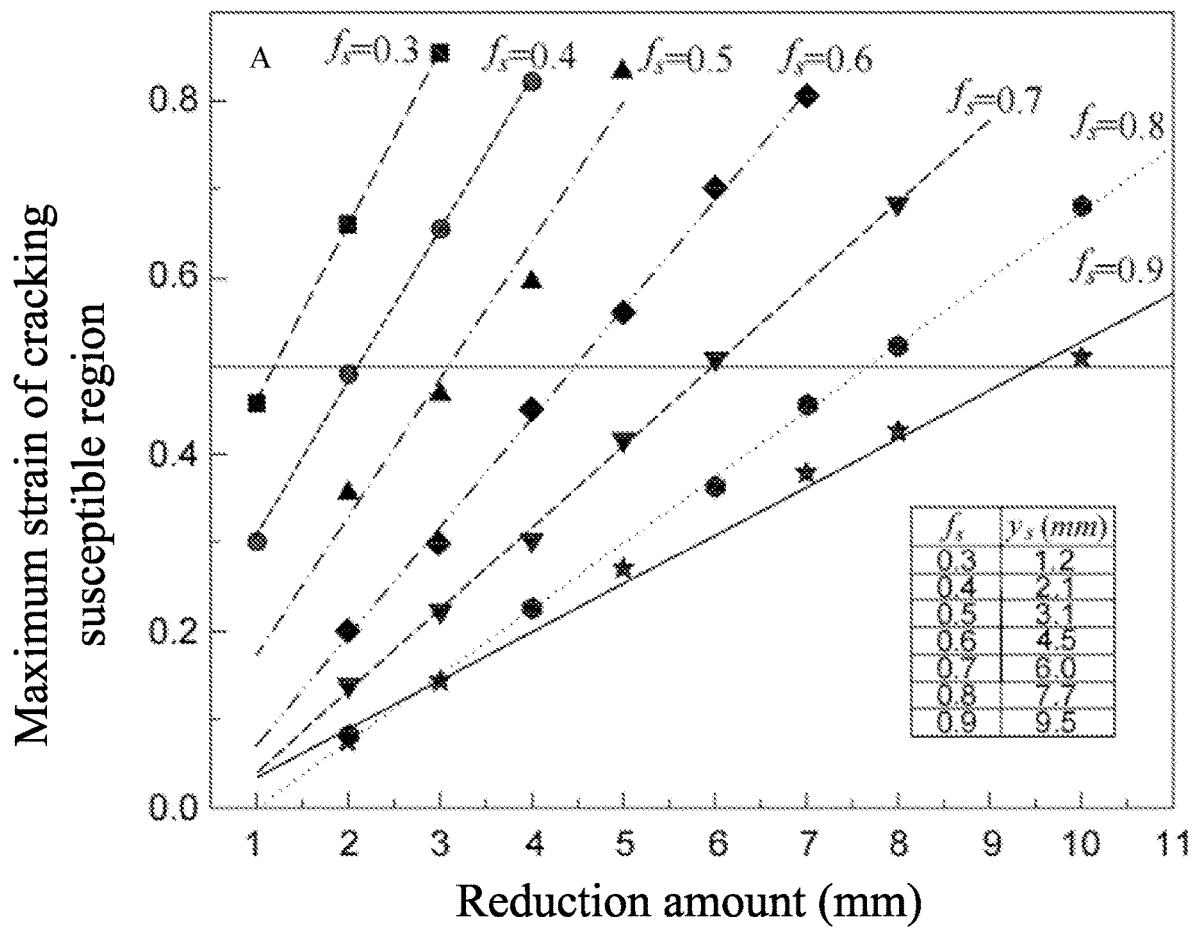 A
fₛ=0.3
fₛ=0.4
fₛ=0.5
fₛ=0.6
fₛ=0.7
fₛ=0.8
fₛ=0.9
0.8
0.6
0.4
0.2
0.0
Maximum strain of cracking
susceptible region
fₛ yₛ (mm)
0.3 1.2
0.4 2.1
0.5 3.1
0.6 4.5
0.7 6.0
0.8 7.7
0.9 9.5
1 2 3 4 5 6 7 8 9 10 11
Reduction amount (mm)